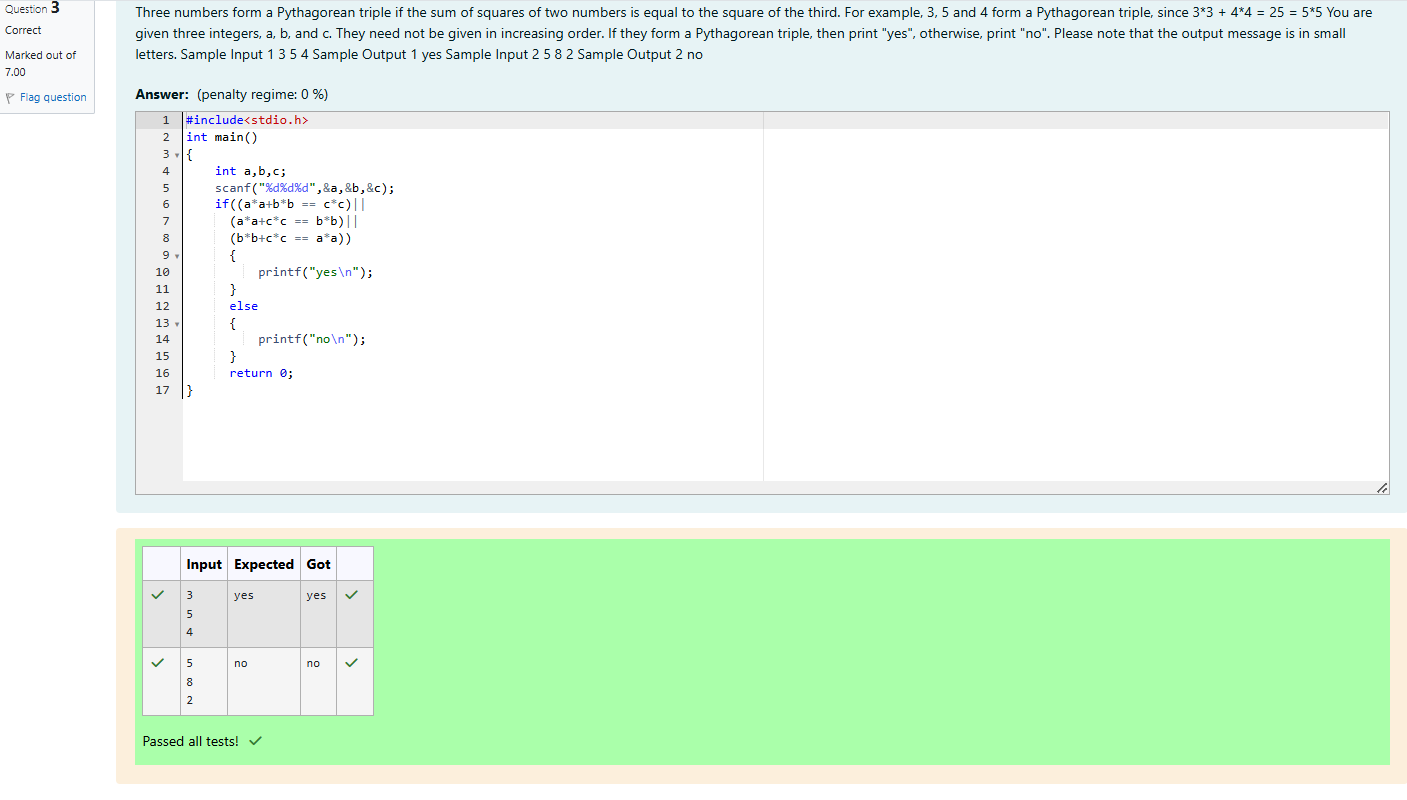 Question 3
Correct
Marked out of
7.00
Flag question
Three numbers form a Pythagorean triple if the sum of squares of two numbers is equal to the square of the third. For example, 3, 5 and 4 form a Pythagorean triple, since 3*3 + 4*4 = 25 = 5*5 You are
given three integers, a, b, and c. They need not be given in increasing order. If they form a Pythagorean triple, then print "yes", otherwise, print "no". Please note that the output message is in small
letters. Sample Input 1 3 5 4 Sample Output 1 yes Sample Input 2 5 8 2 Sample Output 2 no
Answer: (penalty regime: 0 %)
1 #include<stdio.h>
2 int main()
3 {
4     int a,b,c;
5     scanf("%d%d%d",&a,&b,&c);
6     if((a*a+b*b == c*c)||
7       (a*a+c*c == b*b)||
8       (b*b+c*c == a*a))
9       {
10           printf("yes\n");
11       }
12       else
13       {
14           printf("no\n");
15       }
16       return 0;
17 }
Input Expected Got
3 yes yes
5
4
5 no no
8
2
Passed all tests!